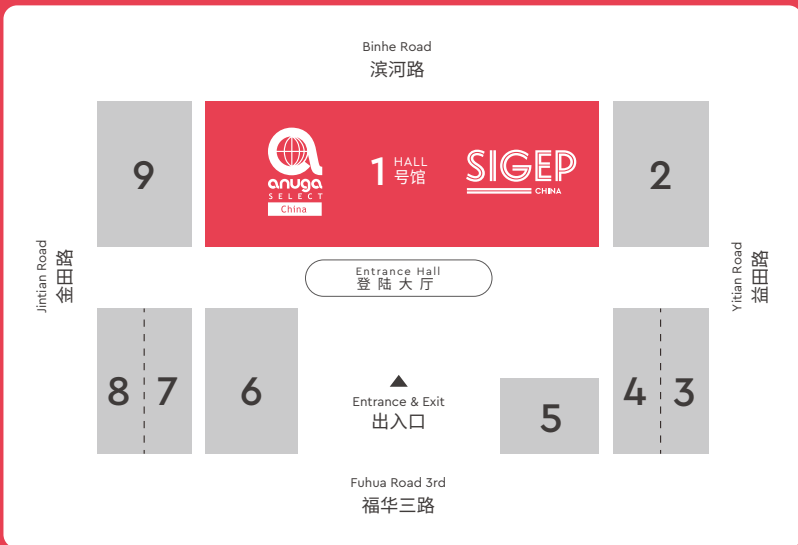 Binhe Road
滨河路
9
anuga
SELECT
China
1 HALL
号馆
SIGEP
CHINA
2
Jintian Road
金田路
Entrance Hall
登陆大厅
Yitian Road
益田路
8 7
6
Entrance & Exit
出入口
5
4 3
Fuhua Road 3rd
福华三路